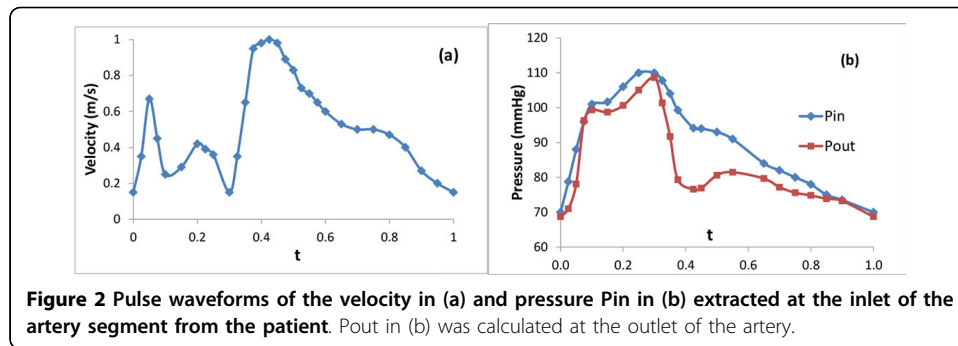 (a)
Velocity (m/s)
1
0.8
0.6
0.4
0.2
0
0 0.2 0.4 0.6 0.8 1
t
(b)
Pressure (mmHg)
120
110
100
90
80
70
60
Pin
Pout
t
0.0 0.2 0.4 0.6 0.8 1.0
Figure 2 Pulse waveforms of the velocity in (a) and pressure Pin in (b) extracted at the inlet of the
artery segment from the patient. Pout in (b) was calculated at the outlet of the artery.